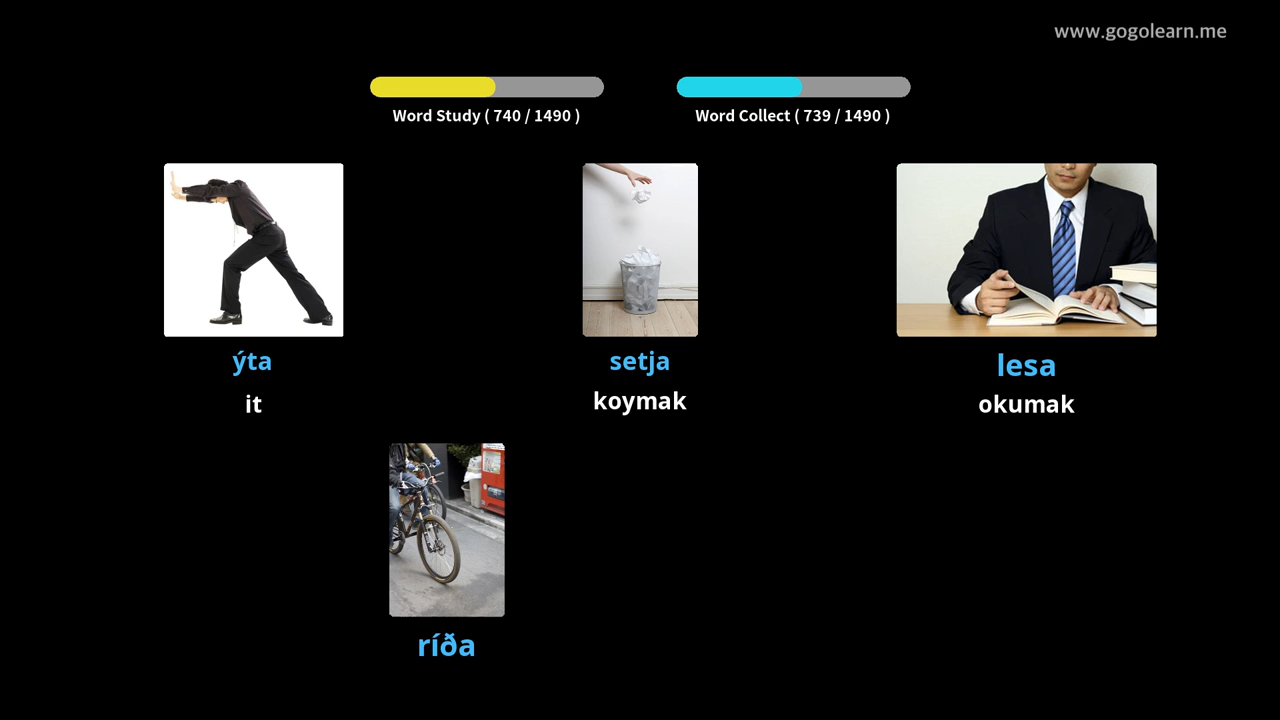 www.gogolearn.me
Word Study ( 740 / 1490 )
Word Collect ( 739 / 1490 )
ýta
it
setja
koymak
lesa
okumak
ríða